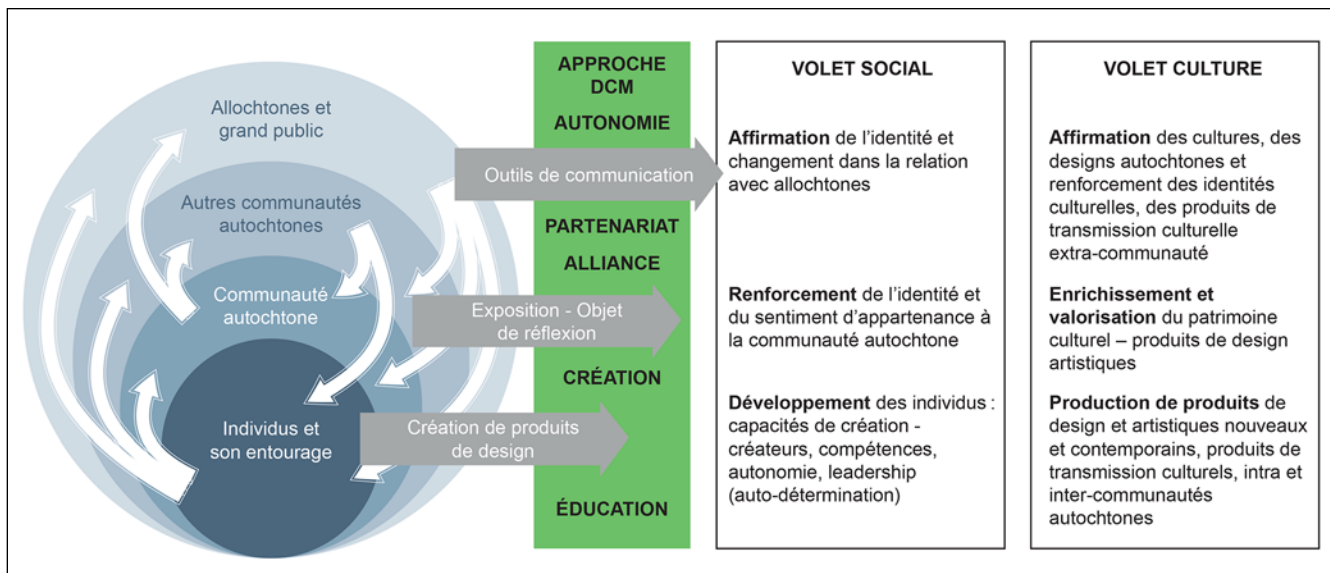 Allochtones et
grand public
Autres communautés
autochtones
Communauté
autochtone
Individus et
son entourage
APPROCHE
DCM
AUTONOMIE
Outils de communication
PARTENARIAT
ALLIANCE
Exposition - Objet
de réflexion
CRÉATION
Création de produits
de design
ÉDUCATION
VOLET SOCIAL
Affirmation de l’identité et
changement dans la relation
avec allochtones
Renforcement de l’identité et
du sentiment d’appartenance à
la communauté autochtone
Développement des individus :
capacités de création -
créateurs, compétences,
autonomie, leadership
(auto-détermination)
VOLET CULTURE
Affirmation des cultures, des
designs autochtones et
renforcement des identités
culturelles, des produits de
transmission culturelle
extra-communauté
Enrichissement et
valorisation du patrimoine
culturel – produits de design
artistiques
Production de produits de
design et artistiques nouveaux
et contemporains, produits de
transmission culturels, intra et
inter-communautés
autochtones